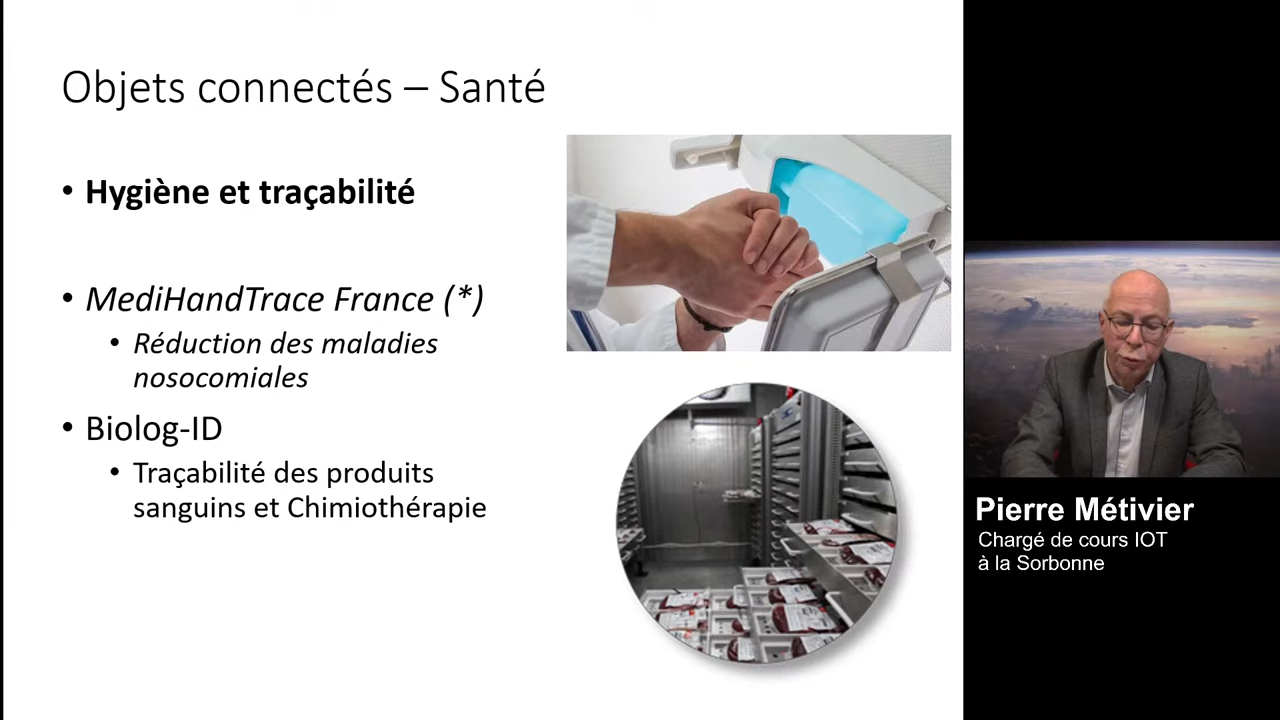 Objets connectés – Santé
• Hygiène et traçabilité
• MediHandTrace France (*)
• Réduction des maladies
nosocomiales
• Biolog-ID
• Traçabilité des produits
sanguins et Chimiothérapie
Pierre Métivier
Chargé de cours IOT
à la Sorbonne